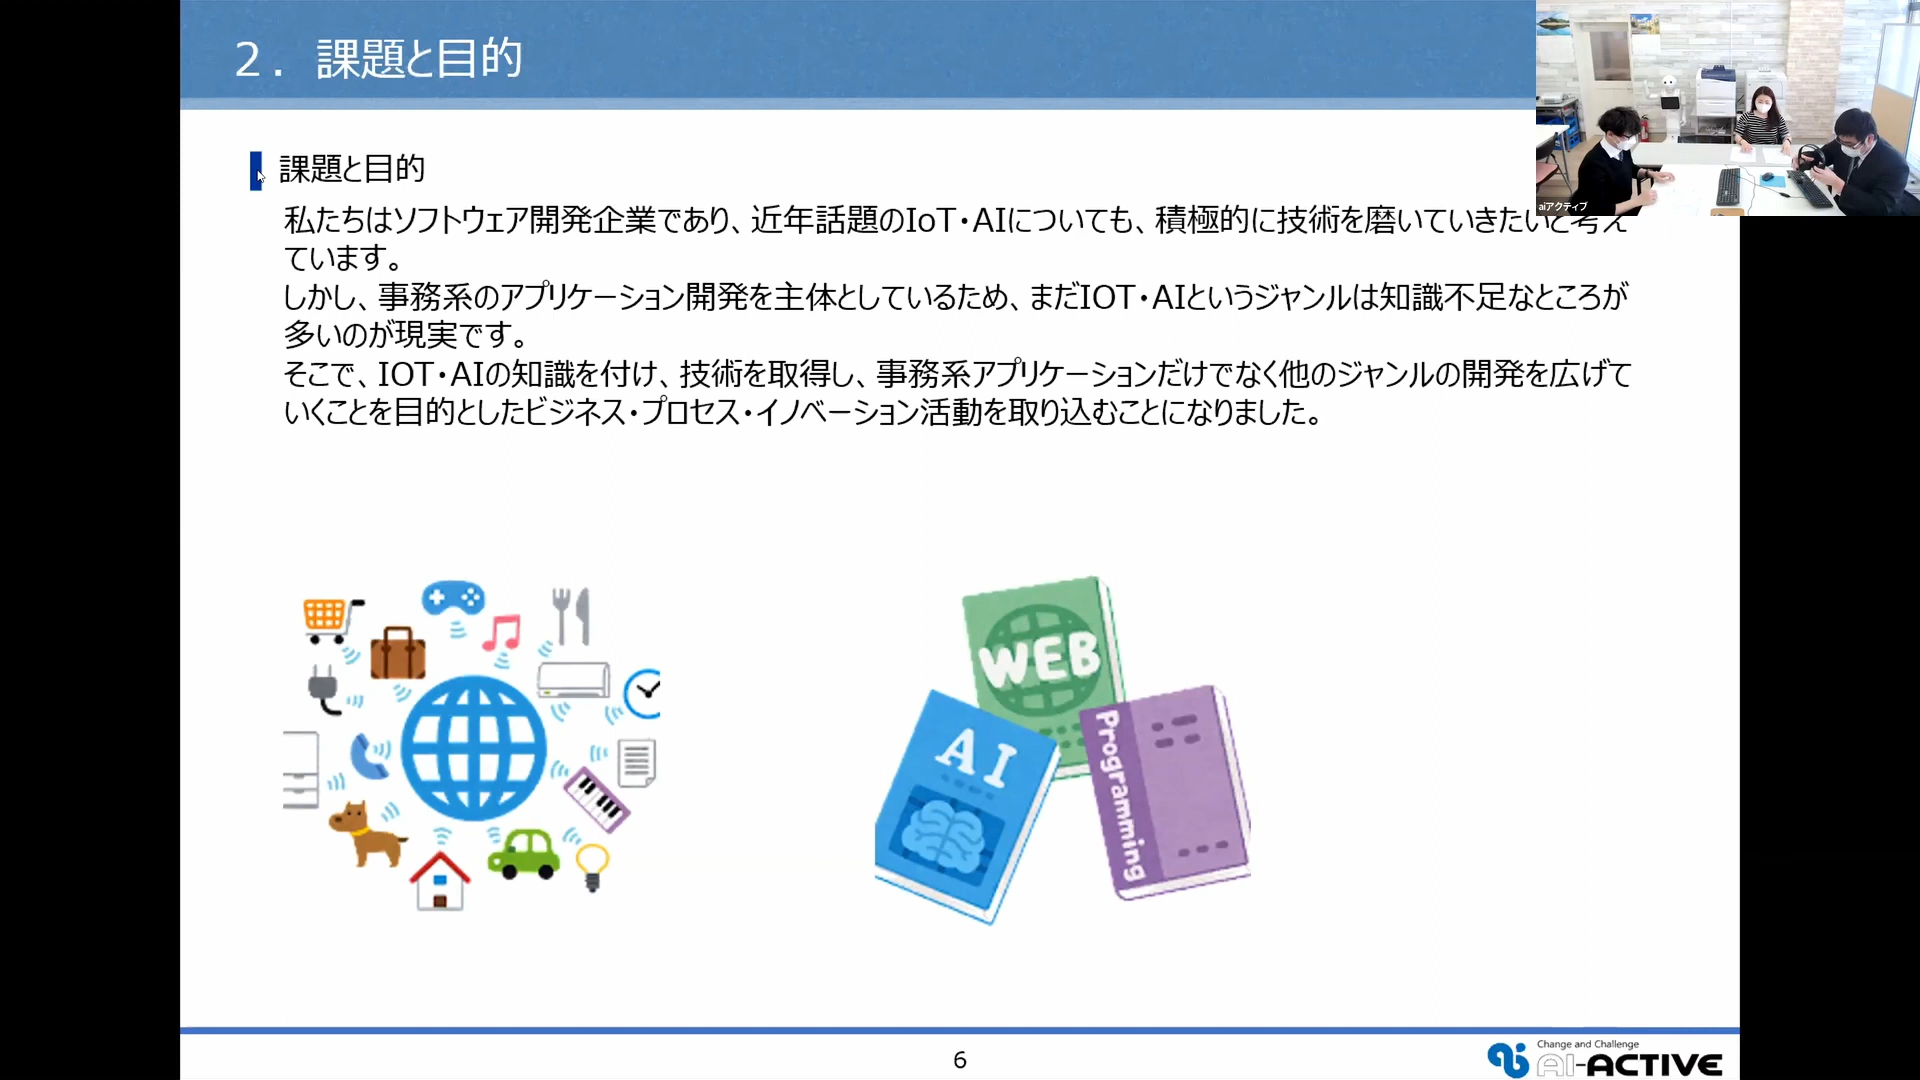 2．課題と目的
aiアクティブ
課題と目的
私たちはソフトウェア開発企業であり、近年話題のIoT・AIについても、積極的に技術を磨いていきたいと考え
ています。
しかし、事務系のアプリケーション開発を主体としているため、まだIOT・AIというジャンルは知識不足なところが
多いのが現実です。
そこで、IOT・AIの知識を付け、技術を取得し、事務系アプリケーションだけでなく他のジャンルの開発を広げて
いくことを目的としたビジネス・プロセス・イノベーション活動を取り込むことになりました。
WEB
AI
Programming
6
Change and Challenge
AI-ACTIVE